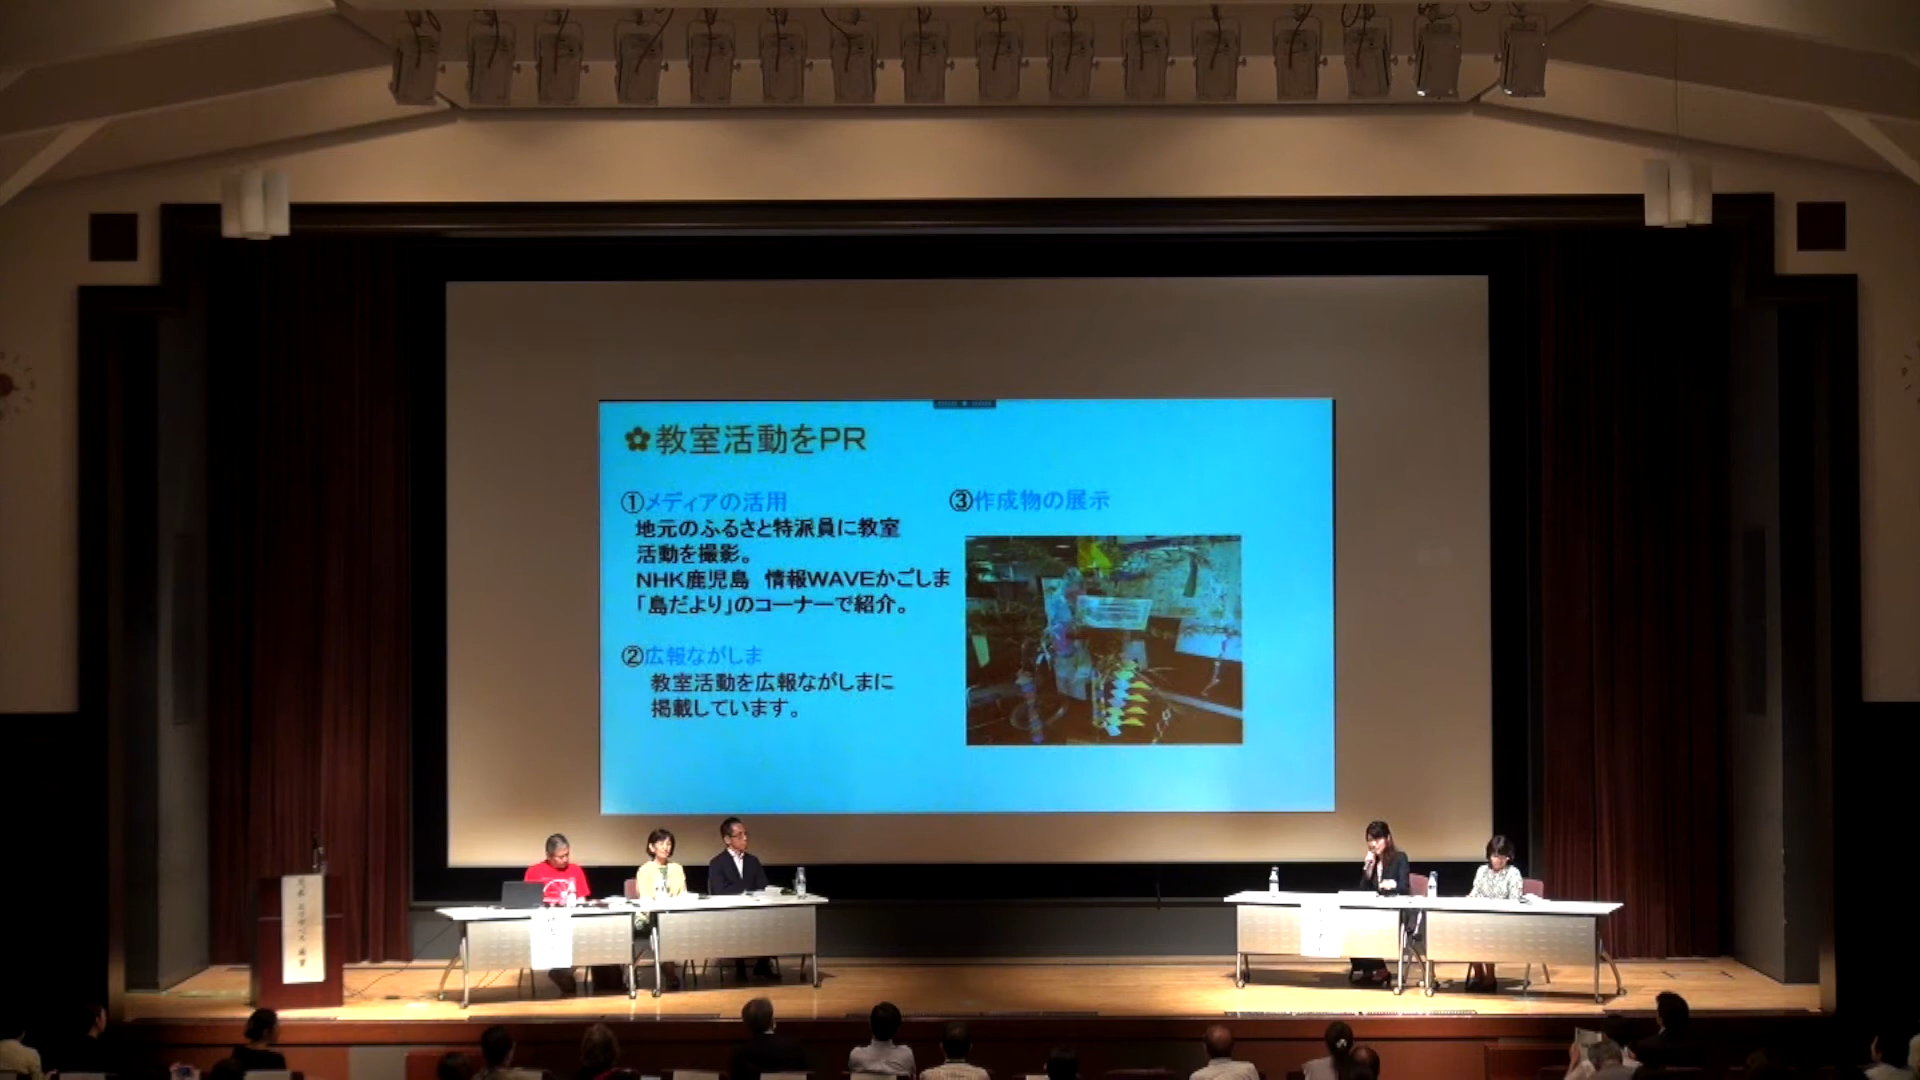 ✿教室活動をPR
①メディアの活用
地元のふるさと特派員に教室
活動を撮影。
NHK鹿児島 情報WAVEかごしま
「島だより」のコーナーで紹介。
②広報ながしま
教室活動を広報ながしまに
掲載しています。
③作成物の展示